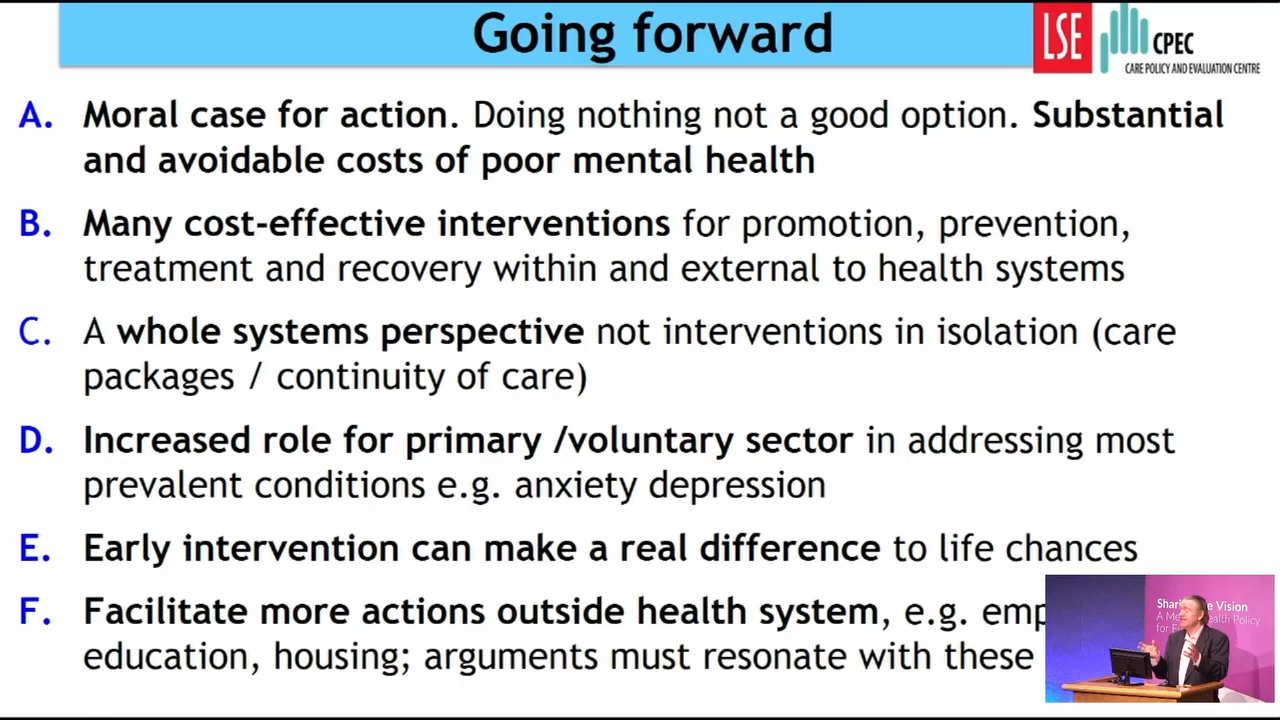 Going forward
LSE
CPEC
CARE POLICY AND EVALUATION CENTRE
A. Moral case for action. Doing nothing not a good option. Substantial
and avoidable costs of poor mental health
B. Many cost-effective interventions for promotion, prevention,
treatment and recovery within and external to health systems
C. A whole systems perspective not interventions in isolation (care
packages / continuity of care)
D. Increased role for primary /voluntary sector in addressing most
prevalent conditions e.g. anxiety depression
E. Early intervention can make a real difference to life chances
F. Facilitate more actions outside health system, e.g.
education, housing; arguments must resonate with these
Vision
Health Policy
for